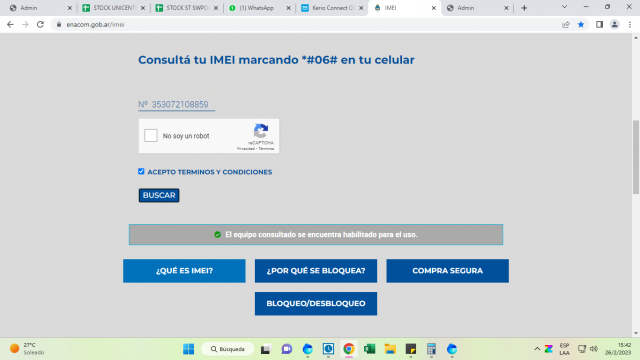 Admin
STOCK UNICENT
STOCK ST SWPO
(1) WhatsApp
Kerio Connect Cl
IMEI
Admin
enacom.gob.ar/imei
Consultá tu IMEI marcando *#06# en tu celular
Nº 353072108859
No soy un robot
reCAPTCHA
Privacidad - Términos
ACEPTO TERMINOS Y CONDICIONES
BUSCAR
El equipo consultado se encuentra habilitado para el uso.
¿QUÉ ES IMEI?
¿POR QUÉ SE BLOQUEA?
COMPRA SEGURA
BLOQUEO/DESBLOQUEO
27°C
Soleado
Búsqueda
ESP
LAA
15:42
26/2/2023